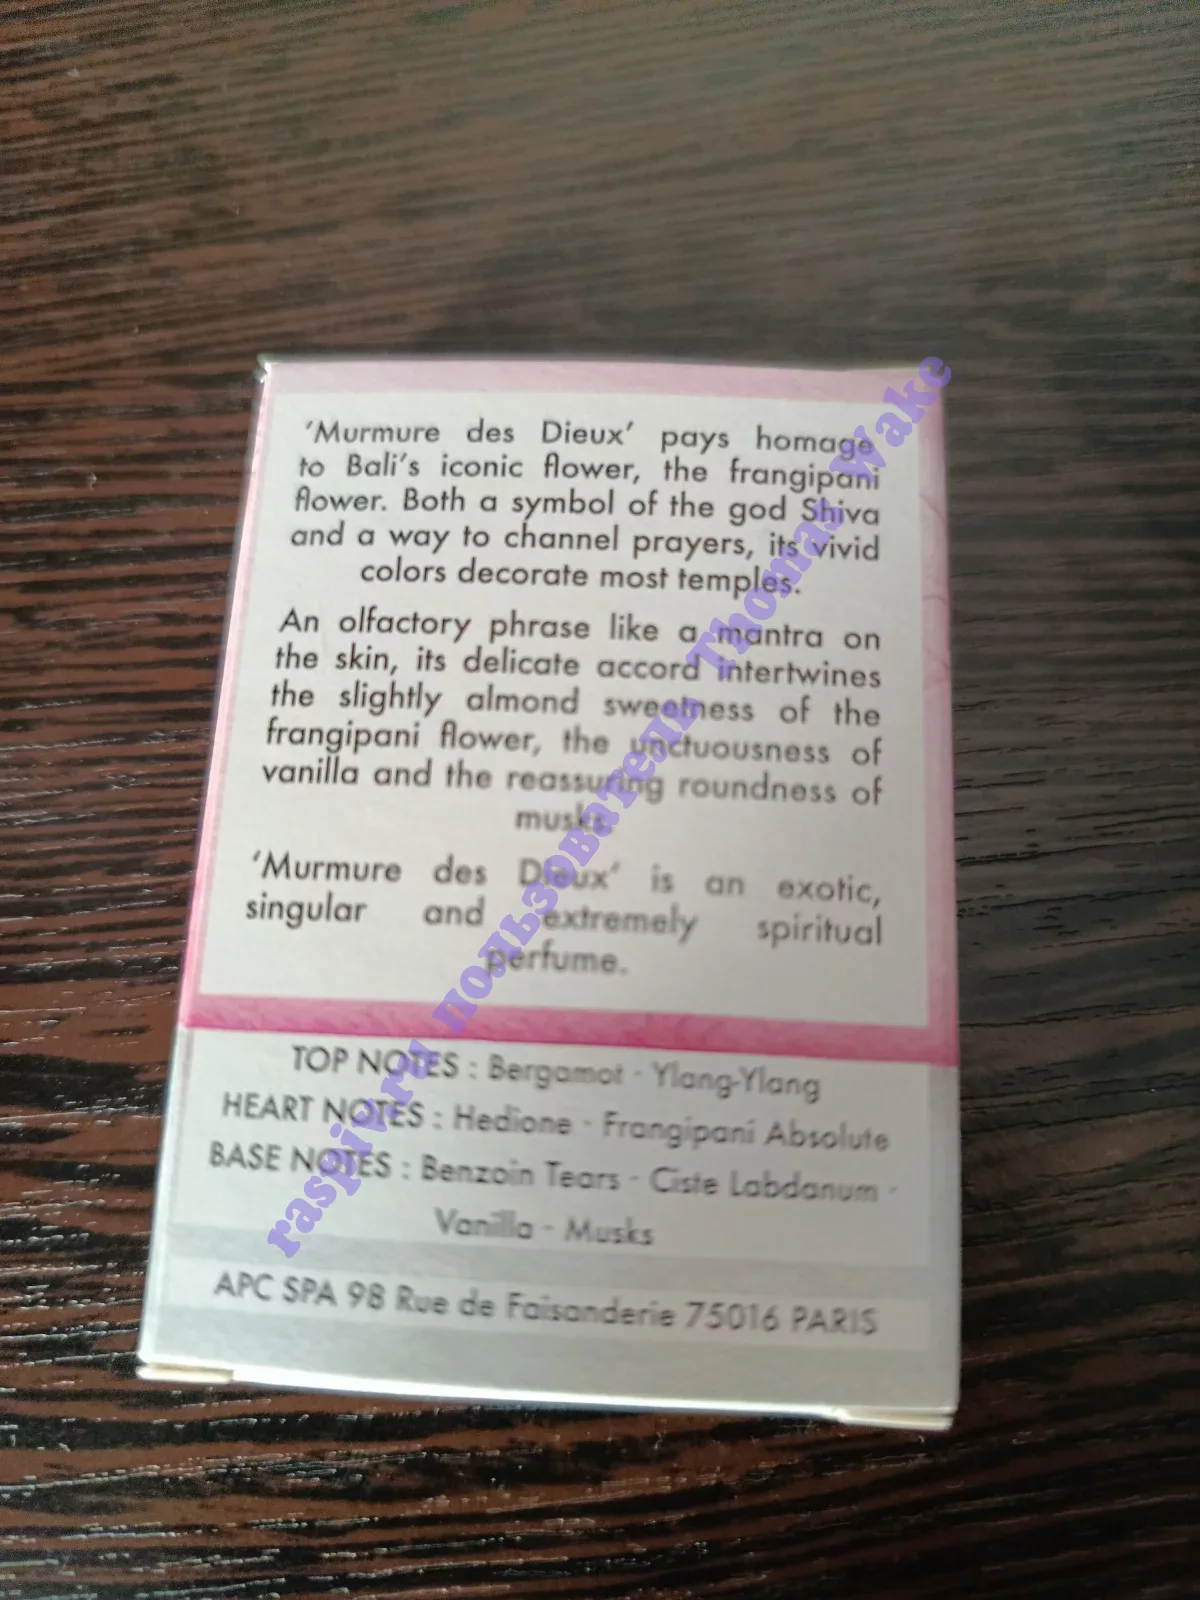 'Murmure des Dieux' pays homage
to Bali's iconic flower, the frangipani
flower. Both a symbol of the god Shiva
and a way to channel prayers, its vivid
colors decorate most temples.
An olfactory phrase like a mantra on
the skin, its delicate accord intertwines
the slightly almond sweetness of the
frangipani flower, the unctuousness of
vanilla and the reassuring roundness of
musks.
'Murmure des Dieux' is an exotic,
singular and extremely spiritual
perfume.
TOP NOTES : Bergamot - Ylang-Ylang
HEART NOTES : Hedione - Frangipani Absolute
BASE NOTES : Benzoin Tears - Ciste Labdanum -
Vanilla - Musks
APC SPA 98 Rue de Faisanderie 75016 PARIS
raspiv.ru пользователь Thomas Wake